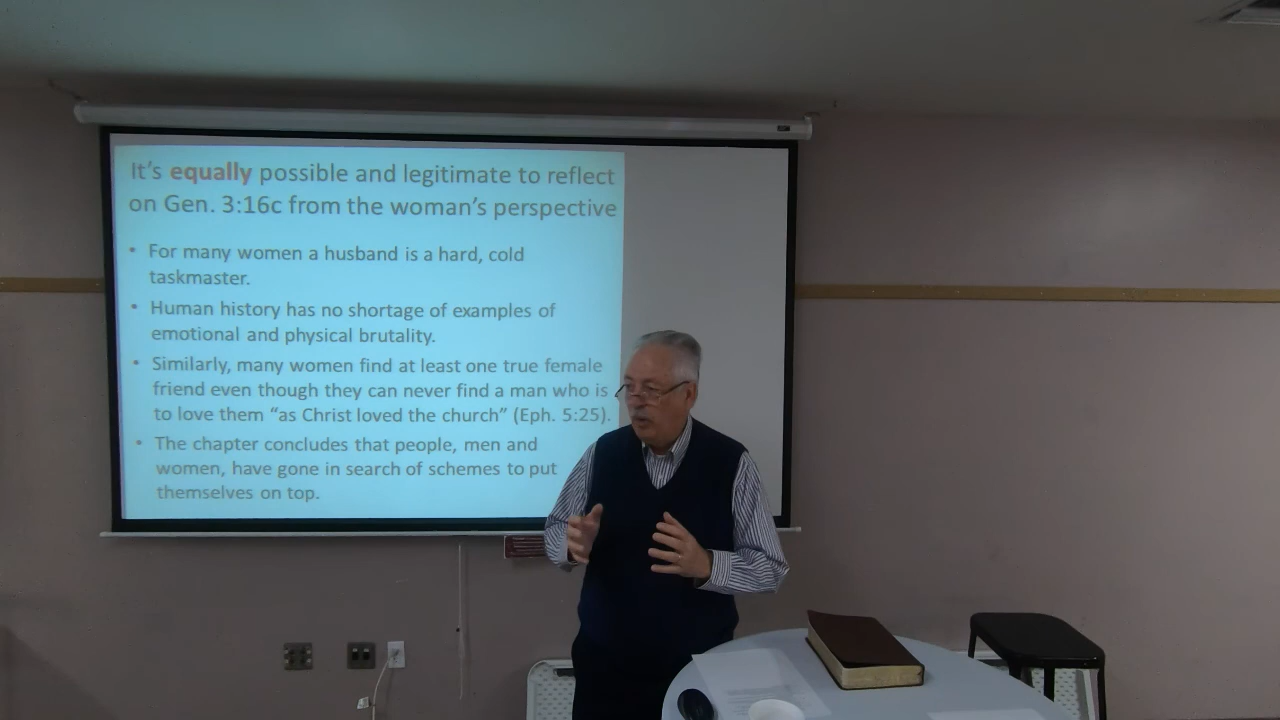 It's equally possible and legitimate to reflect
on Gen. 3:16c from the woman's perspective
• For many women a husband is a hard, cold
taskmaster.
• Human history has no shortage of examples of
emotional and physical brutality.
• Similarly, many women find at least one true female
friend even though they can never find a man who is
to love them "as Christ loved the church" (Eph. 5:25).
• The chapter concludes that people, men and
women, have gone in search of schemes to put
themselves on top.